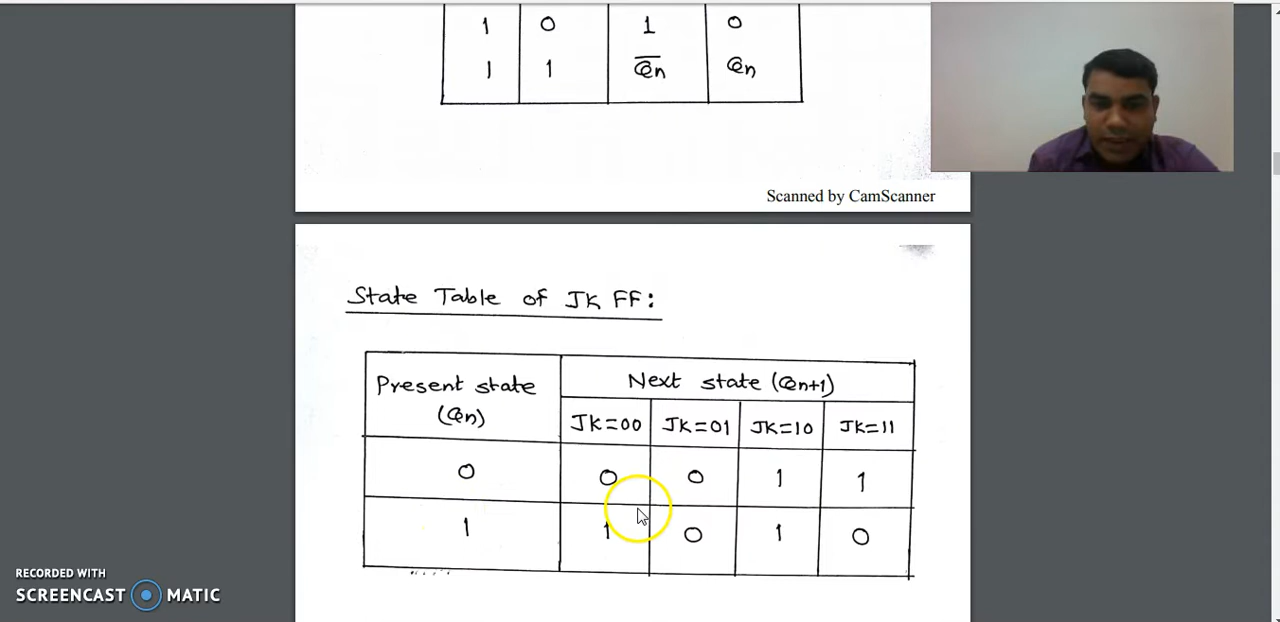 1 0 1 0
1 1 Q̅n Qn
Scanned by CamScanner
State Table of JK FF:
Present state (Qn)
Next state (Qn+1)
JK=00 JK=01 JK=10 JK=11
0 0 0 1 1
1 1 0 1 0
RECORDED WITH
SCREENCAST MATIC